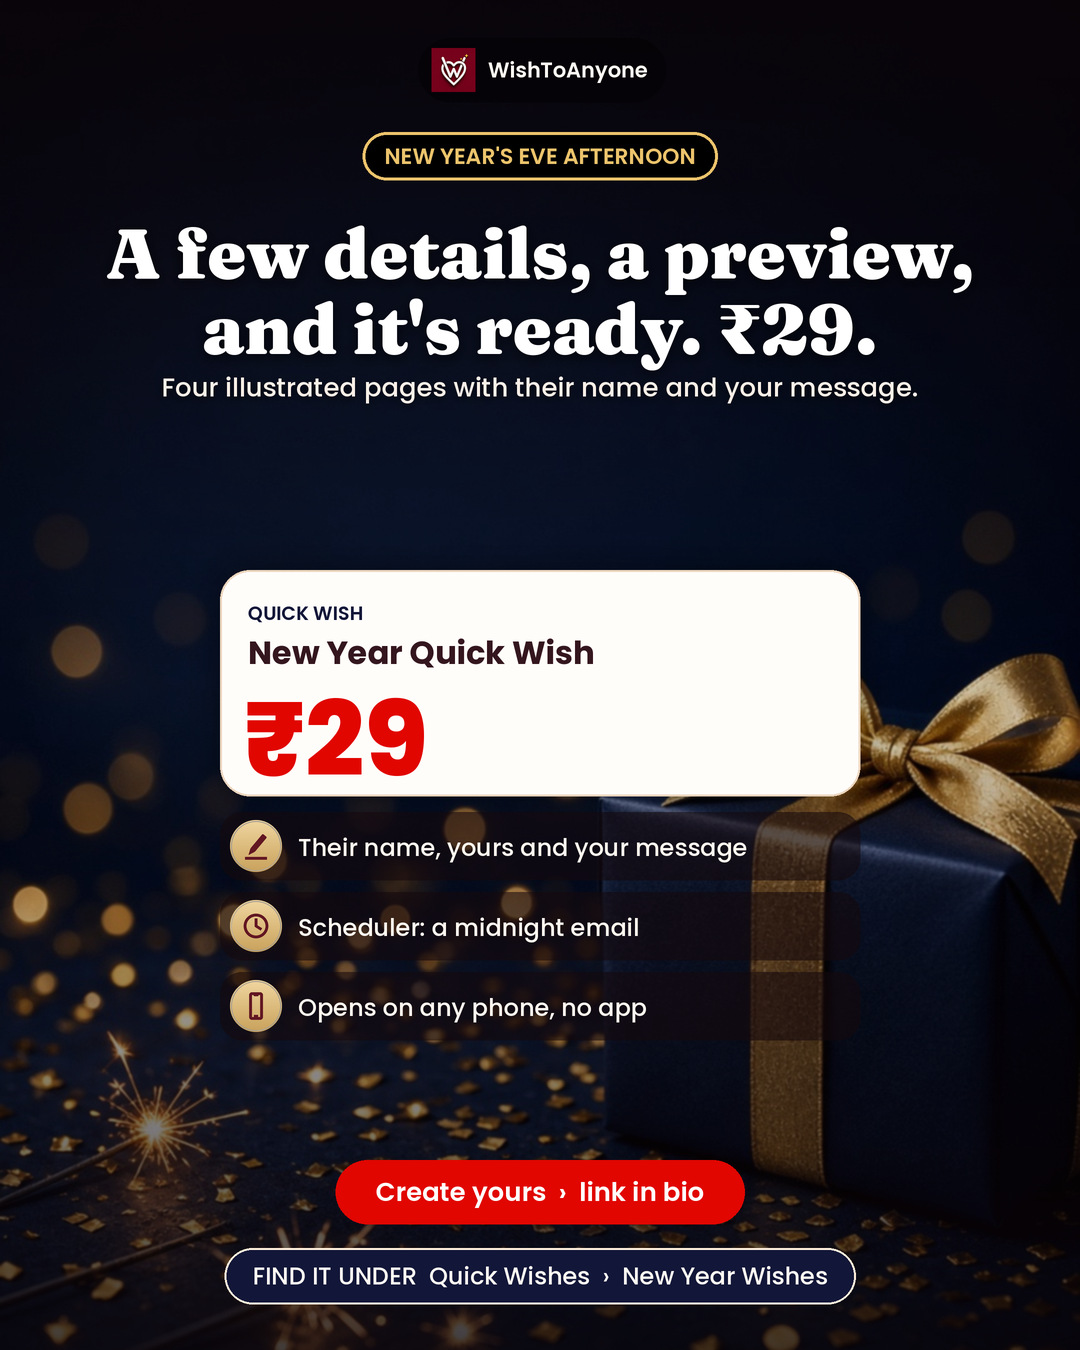 WishToAnyone
NEW YEAR'S EVE AFTERNOON
A few details, a preview,
and it's ready. ₹29.
Four illustrated pages with their name and your message.
QUICK WISH
New Year Quick Wish
₹29
Their name, yours and your message
Scheduler: a midnight email
Opens on any phone, no app
Create yours › link in bio
FIND IT UNDER Quick Wishes › New Year Wishes